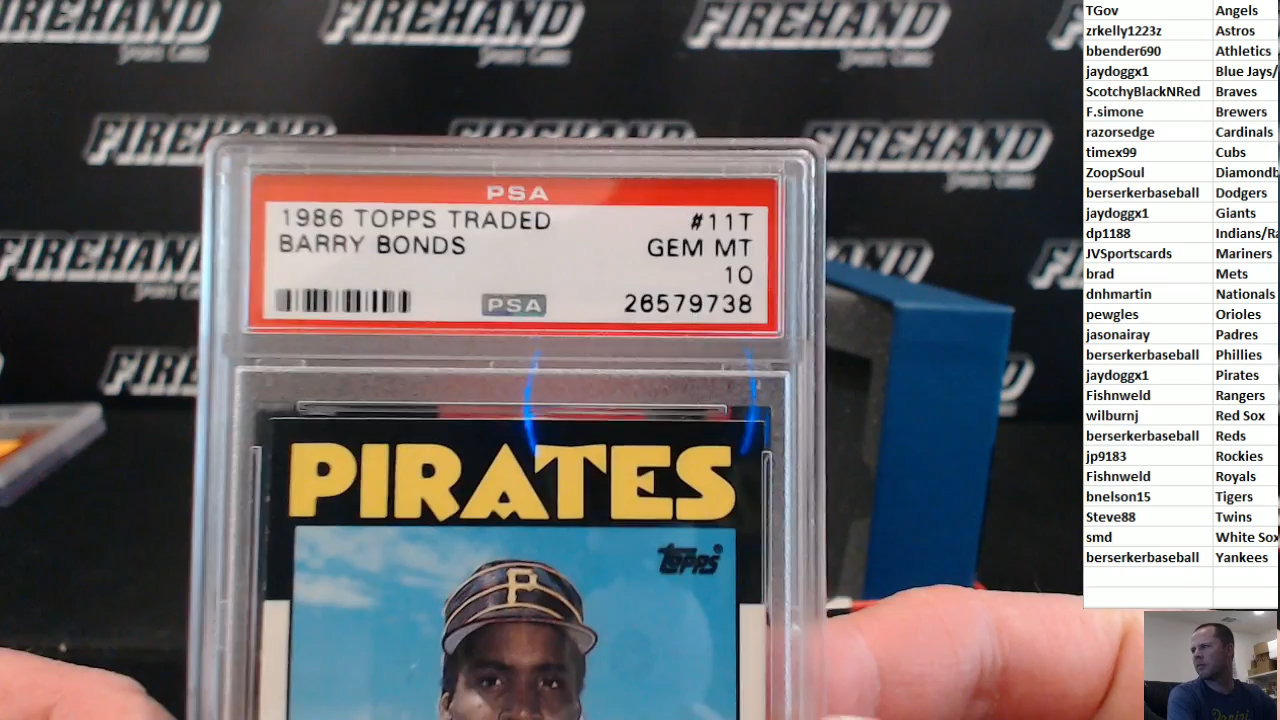 FIREHAND
SPORTS CARDS
PSA
1986 TOPPS TRADED #11T
BARRY BONDS GEM MT
10
PSA 26579738
PIRATES
TOPPS
P
TGov Angels
zrkelly1223z Astros
bbender690 Athletics
jaydoggx1 Blue Jays/
ScotchyBlackNRed Braves
F.simone Brewers
razorsedge Cardinals
timex99 Cubs
ZoopSoul Diamondb
berserkerbaseball Dodgers
jaydoggx1 Giants
dp1188 Indians/Ra
JVSportscards Mariners
brad Mets
dnhmartin Nationals
pewgles Orioles
jasonairay Padres
berserkerbaseball Phillies
jaydoggx1 Pirates
Fishnweld Rangers
wilburnj Red Sox
berserkerbaseball Reds
jp9183 Rockies
Fishnweld Royals
bnelson15 Tigers
Steve88 Twins
smd White Sox
berserkerbaseball Yankees